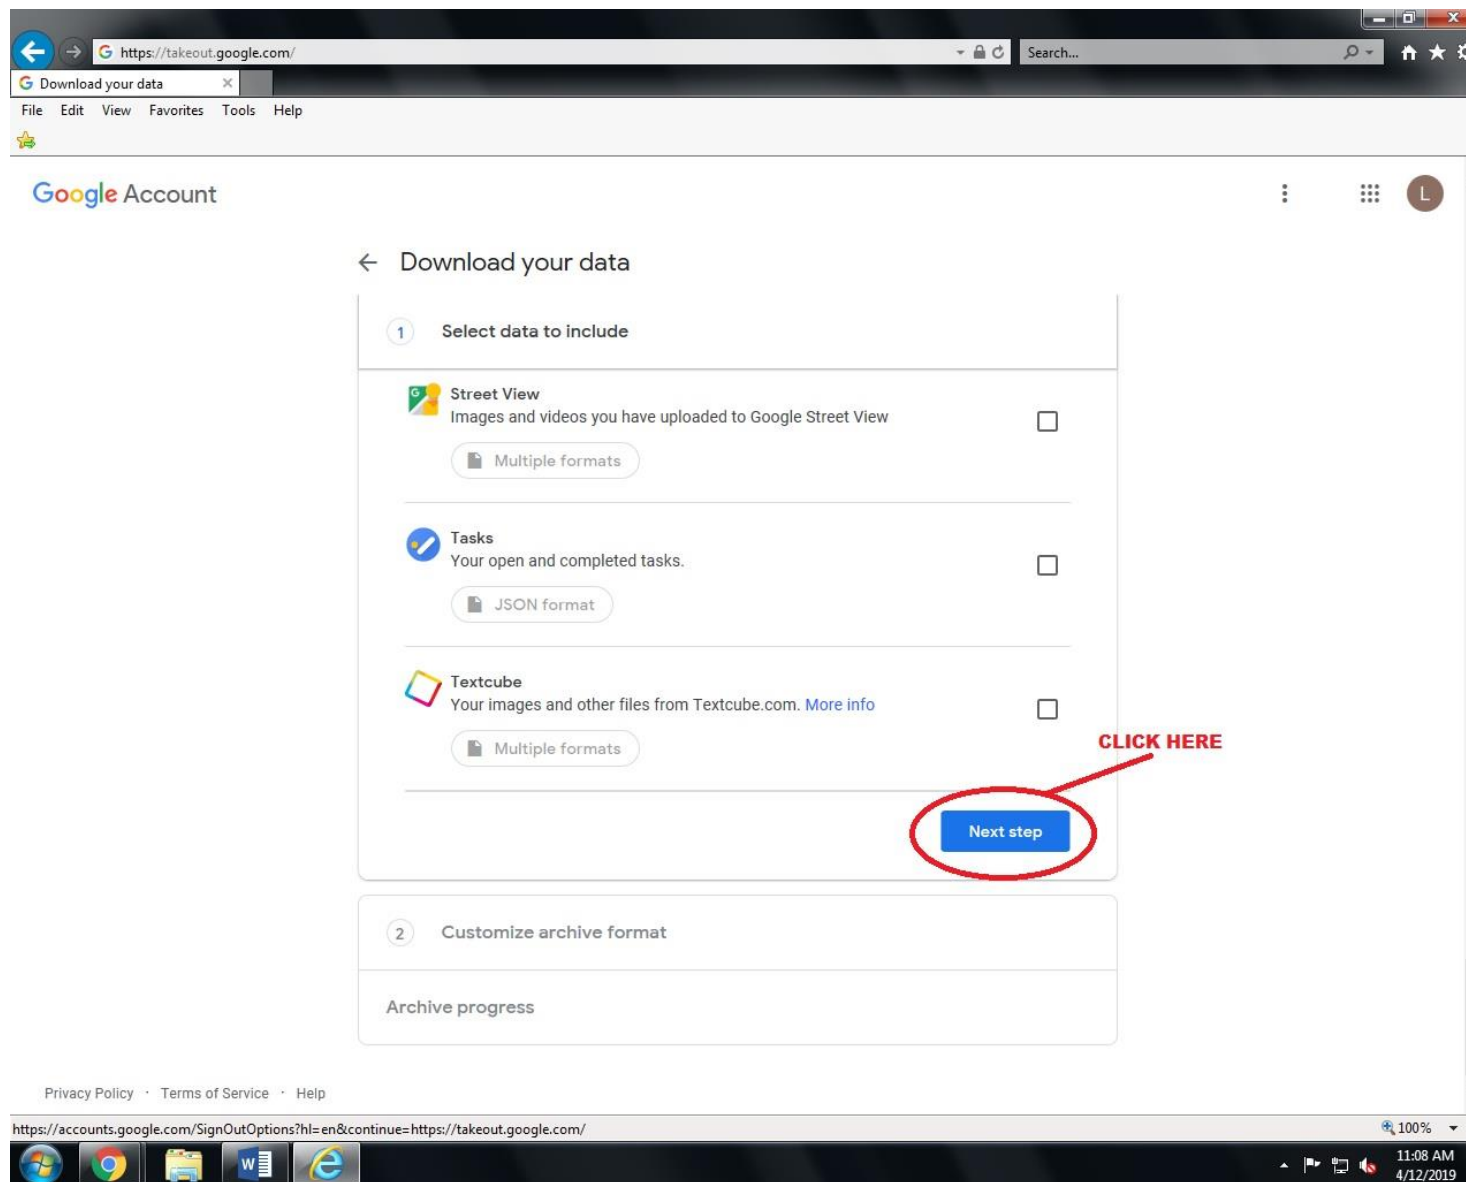 https://takeout.google.com/
Search...
Download your data
File Edit View Favorites Tools Help
Google Account
L
Download your data
1 Select data to include
G
Street View
Images and videos you have uploaded to Google Street View
Multiple formats
Tasks
Your open and completed tasks.
JSON format
Textcube
Your images and other files from Textcube.com. More info
Multiple formats
CLICK HERE
Next step
2 Customize archive format
Archive progress
Privacy Policy · Terms of Service · Help
https://accounts.google.com/SignOutOptions?hl=en&continue=https://takeout.google.com/
100%
W
11:08 AM
4/12/2019